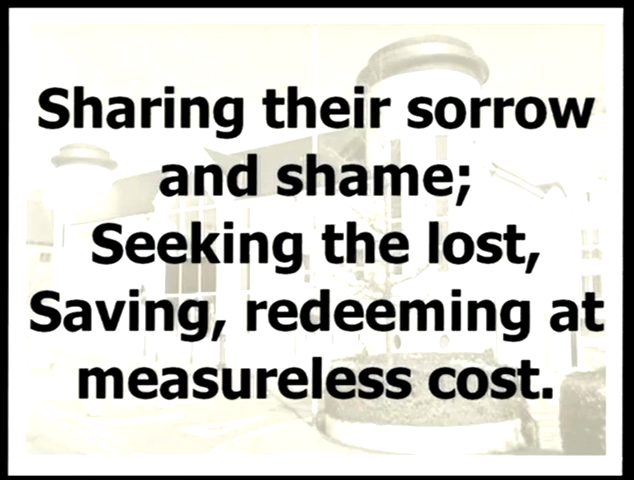 Sharing their sorrow
and shame;
Seeking the lost,
Saving, redeeming at
measureless cost.